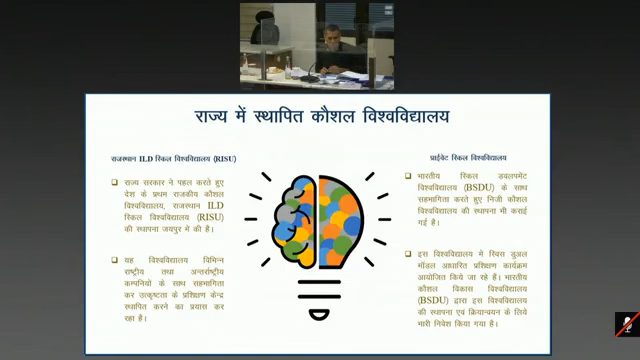 राज्य में स्थापित कौशल विश्वविद्यालय
राजस्थान ILD स्किल विश्वविद्यालय (RISU)
राज्य सरकार ने पहल करते हुए
देश के प्रथम राजकीय कौशल
विश्वविद्यालय, राजस्थान ILD
स्किल विश्वविद्यालय (RISU)
की स्थापना जयपुर में की है।
यह विश्वविद्यालय विभिन्न
राष्ट्रीय तथा अन्तर्राष्ट्रीय
कम्पनियों के साथ सहभागिता
कर उत्कृष्टता के प्रशिक्षण केन्द्र
स्थापित करने का प्रयास कर
रहा है।
प्राईवेट स्किल विश्वविद्यालय
भारतीय स्किल डवलपमेंट
विश्वविद्यालय (BSDU) के साथ
सहभागिता करते हुए निजी कौशल
विश्वविद्यालय की स्थापना भी कराई
गई है।
इस विश्वविद्यालय में स्विस डुअल
मॉडल आधारित प्रशिक्षण कार्यक्रम
आयोजित किये जा रहे हैं। भारतीय
कौशल विकास विश्वविद्यालय
(BSDU) द्वारा इस विश्वविद्यालय
की स्थापना एवं क्रियान्वयन के लिये
भारी निवेश किया गया है।